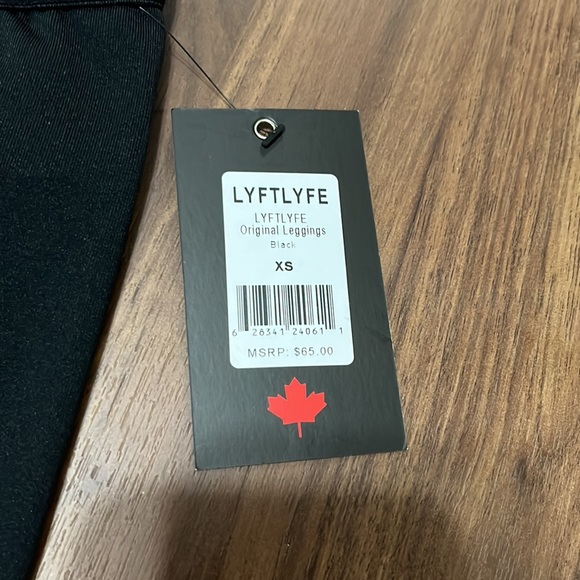 LYFTLYFE
LYFTLYFE
Original Leggings
Black
XS
6 28341 24061 1
MSRP: $65.00